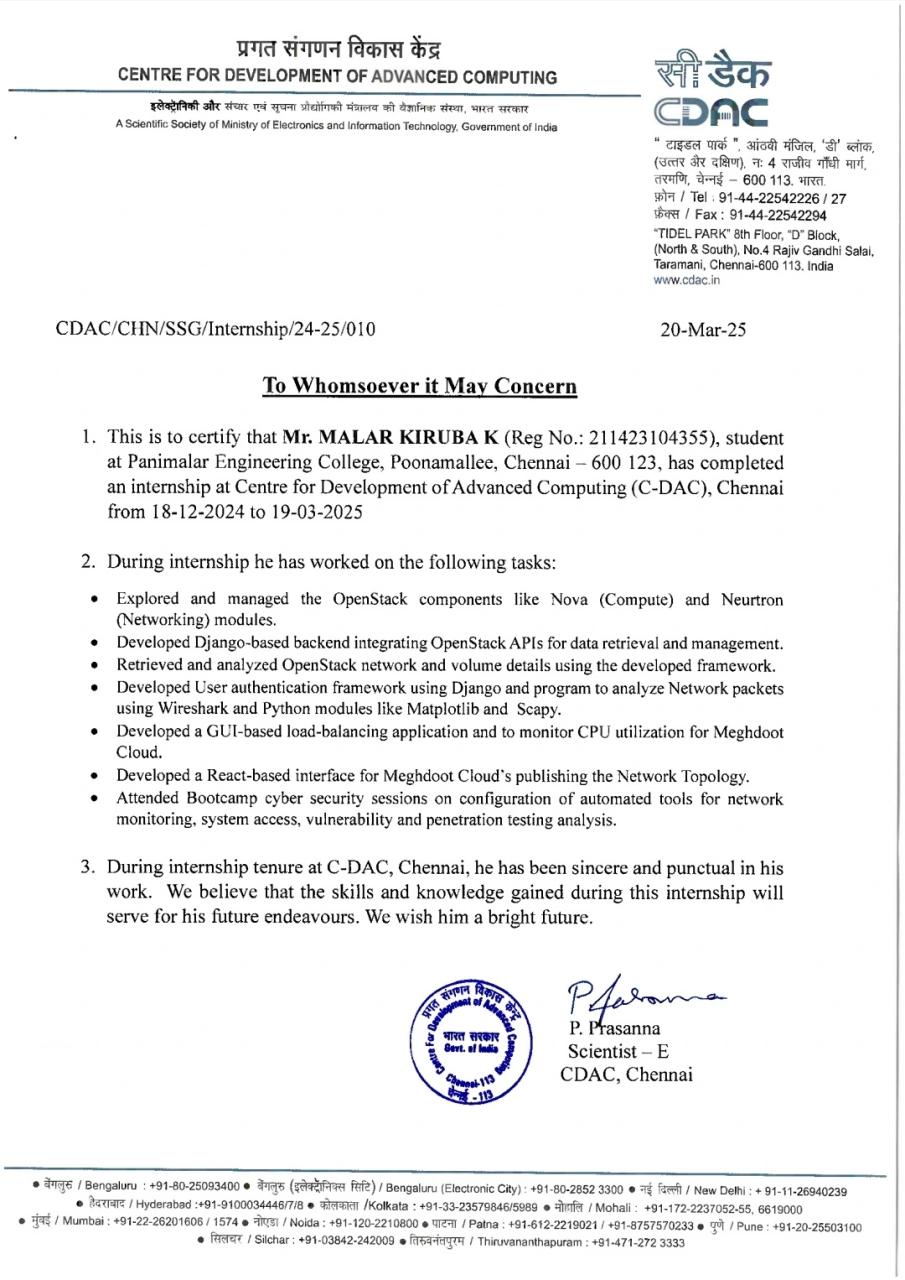 प्रगत संगणन विकास केंद्र
CENTRE FOR DEVELOPMENT OF ADVANCED COMPUTING
इलेक्ट्रोनिकी और संचार एवं सूचना प्रौद्योगिकी मंत्रालय की वैज्ञानिक संस्था, भारत सरकार
A Scientific Society of Ministry of Electronics and Information Technology, Government of India
सी डैक
CDAC
“ टाइडल पार्क ”, आंठवी मंजिल, ‘डी’ ब्लाक,
(उत्तर और दक्षिण), नः 4 राजीव गाँधी मार्ग,
तरमणि, चेन्नई – 600 113. भारत.
फ़ोन / Tel : 91-44-22542226 / 27
फ़ैक्स / Fax : 91-44-22542294
“TIDEL PARK” 8th Floor, “D” Block,
(North & South), No.4 Rajiv Gandhi Salai,
Taramani, Chennai-600 113. India
www.cdac.in
CDAC/CHN/SSG/Internship/24-25/010 20-Mar-25
To Whomsoever it May Concern
1. This is to certify that Mr. MALAR KIRUBA K (Reg No.: 211423104355), student
at Panimalar Engineering College, Poonamallee, Chennai – 600 123, has completed
an internship at Centre for Development of Advanced Computing (C-DAC), Chennai
from 18-12-2024 to 19-03-2025
2. During internship he has worked on the following tasks:
• Explored and managed the OpenStack components like Nova (Compute) and Neurtron
(Networking) modules.
• Developed Django-based backend integrating OpenStack APIs for data retrieval and management.
• Retrieved and analyzed OpenStack network and volume details using the developed framework.
• Developed User authentication framework using Django and program to analyze Network packets
using Wireshark and Python modules like Matplotlib and Scapy.
• Developed a GUI-based load-balancing application and to monitor CPU utilization for Meghdoot
Cloud.
• Developed a React-based interface for Meghdoot Cloud’s publishing the Network Topology.
• Attended Bootcamp cyber security sessions on configuration of automated tools for network
monitoring, system access, vulnerability and penetration testing analysis.
3. During internship tenure at C-DAC, Chennai, he has been sincere and punctual in his
work. We believe that the skills and knowledge gained during this internship will
serve for his future endeavours. We wish him a bright future.
प्रगत संगणन विकास केन्द्र
Centre For Development of Advanced Computing
भारत सरकार
Govt. of India
Chennai-113
चेन्नई - 113
P. Prasanna
Scientist – E
CDAC, Chennai
● बेंगलुरु / Bengaluru : +91-80-25093400 ● बेंगलुरु (इलेक्ट्रॉनिक्स सिटि) / Bengaluru (Electronic City) : +91-80-2852 3300 ● नई दिल्ली / New Delhi : + 91-11-26940239
● हैदराबाद / Hyderabad :+91-9100034446/7/8 ● कोलकाता /Kolkata : +91-33-23579846/5989 ● मोहालि / Mohali : +91-172-2237052-55, 6619000
● मुंबई / Mumbai : +91-22-26201606 / 1574 ● नोएडा / Noida : +91-120-2210800 ● पाटना / Patna : +91-612-2219021 / +91-8757570233 ● पुणे / Pune : +91-20-25503100
● सिलचर / Silchar : +91-03842-242009 ● तिरुवनंतपुरम / Thiruvananthapuram : +91-471-272 3333